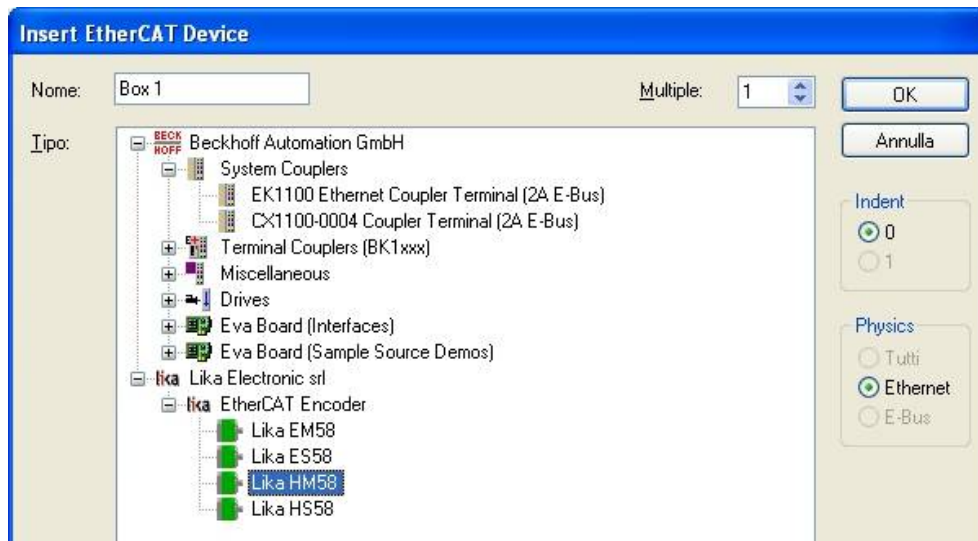 Insert EtherCAT Device
Nome: Box 1 Multiple: 1 OK
Annulla
Tipo:
BECK HOFF Beckhoff Automation GmbH
System Couplers
EK1100 Ethernet Coupler Terminal (2A E-Bus)
CX1100-0004 Coupler Terminal (2A E-Bus)
Terminal Couplers (BK1xxx)
Miscellaneous
Drives
Eva Board (Interfaces)
Eva Board (Sample Source Demos)
lika Lika Electronic srl
lika EtherCAT Encoder
Lika EM58
Lika ES58
Lika HM58
Lika HS58
Indent
0
1
Physics
Tutti
Ethernet
E-Bus